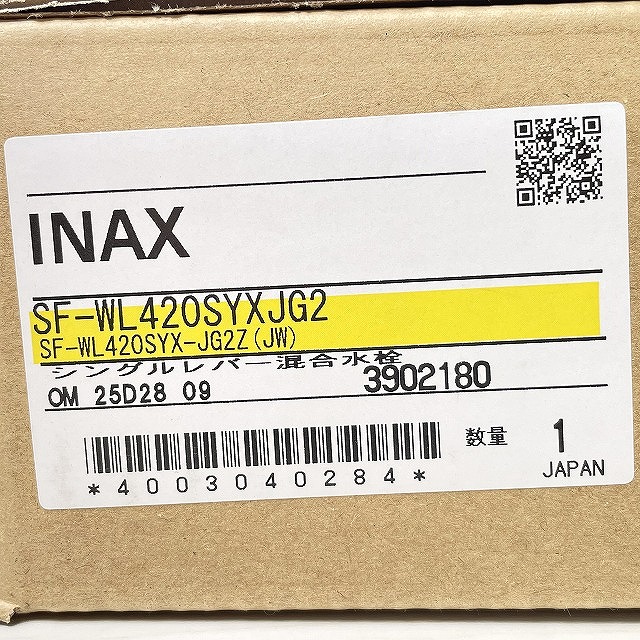 INAX
SF-WL420SYXJG2
SF-WL420SYX-JG2Z(JW)
シングルレバー混合水栓
OM 25D28 09 3902180
*4003040284*
数量 1
JAPAN